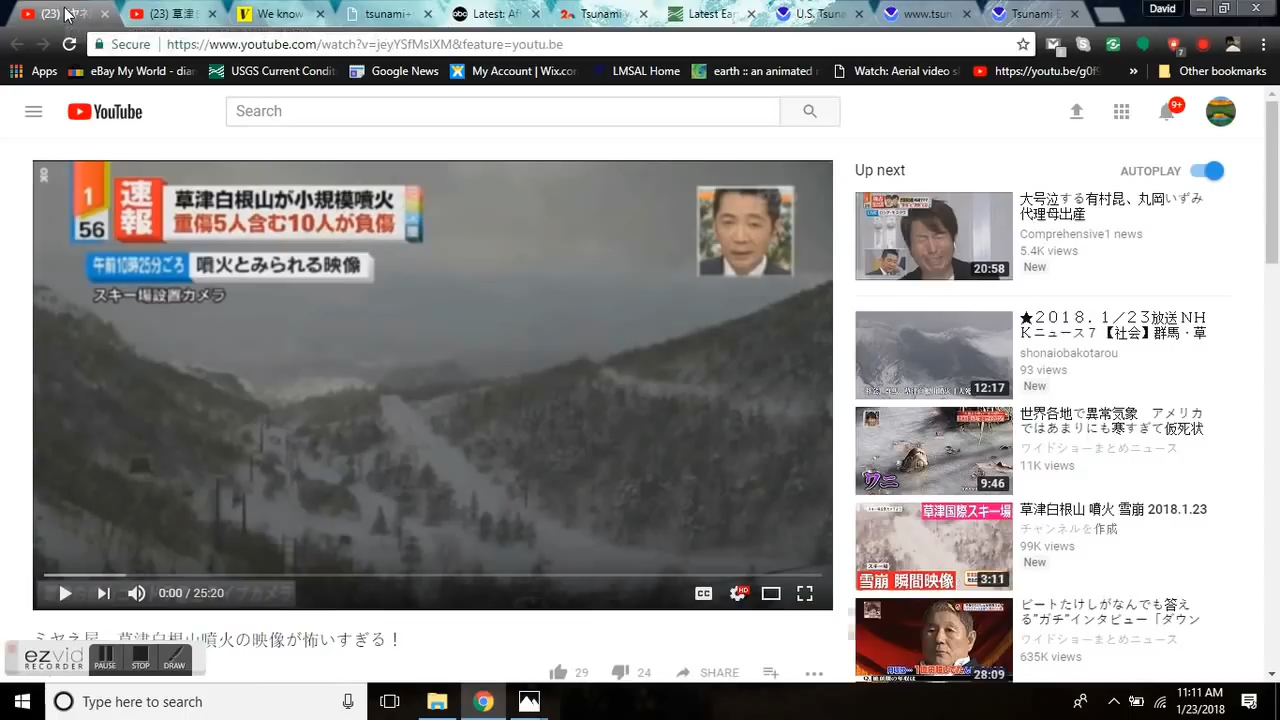 (23) ミヤネ
(23) 草津
We know
tsunami+
Latest: Af
Tsunami
Latest Ear
U.S. Tsuna
www.tsun
Tsunami E
David
Secure
https://www.youtube.com/watch?v=jeyYSfMsIXM&feature=youtu.be
7
Apps
eBay My World - dian
USGS Current Condit
Google News
My Account | Wix.co
LMSAL Home
earth :: an animated
Watch: Aerial video s
https://youtu.be/g0f
Other bookmarks
YouTube
Search
9+
1
56
速報
草津白根山が小規模噴火
10人が負傷
午前10時25分ごろ
噴火とみられる映像
スキー場設置カメラ
0:00 / 25:20
CC
HD
ミヤネ屋 草津白根山噴火の映像が怖いすぎる!
29
24
SHARE
ezvid
RECORDER
PAUSE
STOP
DRAW
Up next
AUTOPLAY
20:58
大号泣する有村昆、丸岡いずみ
代理母出産
Comprehensive1 news
5.4K views
New
12:17
★2018.1/23放送NH
Kニュース7【社会】群馬・草
shonaiobakotarou
93 views
New
ワニ
9:46
世界各地で異常気象 アメリカ
ではあまりにも寒すぎて仮死状
ワイドショーまとめニュース
11K views
草津国際スキー場
雪崩 瞬間映像
3:11
草津白根山 噴火 雪崩 2018.1.23
チャンネルを作成
99K views
New
28:09
ビートたけしがなんでも答え
る"ガチ"インタビュー「ダウン
ワイドショーまとめニュース
635K views
Type here to search
11:11 AM
1/23/2018